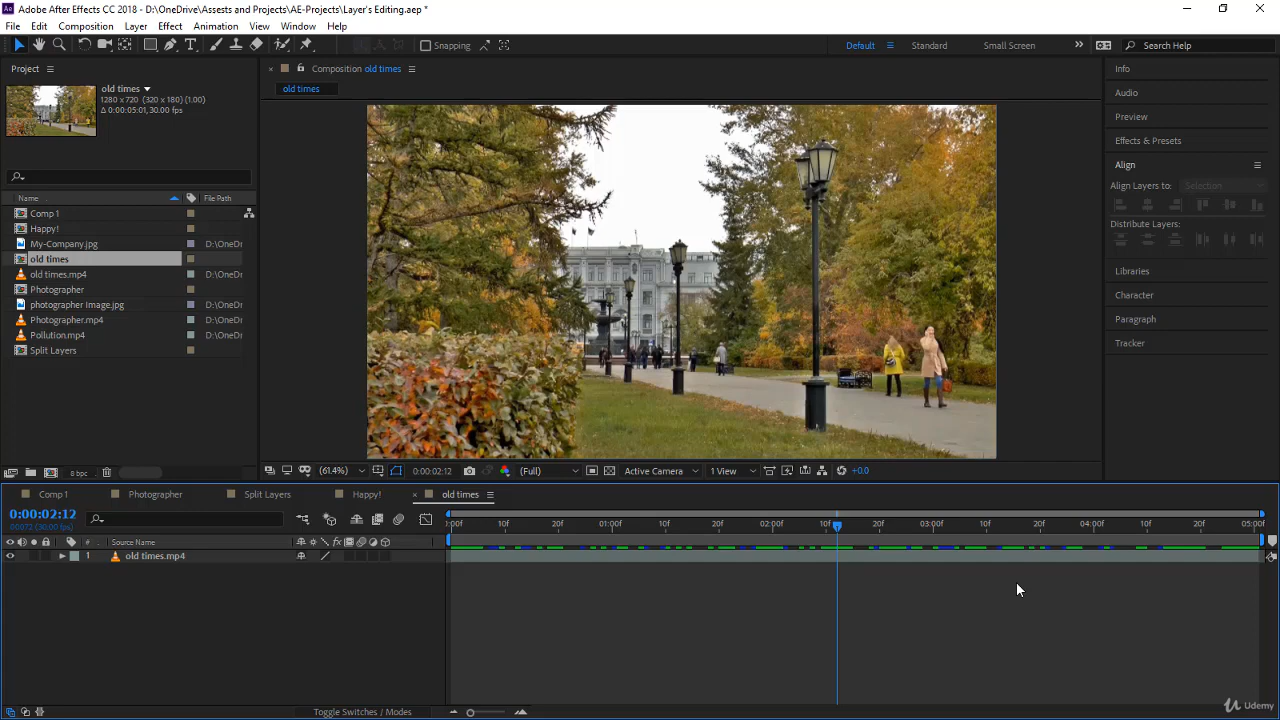 Adobe After Effects CC 2018 - D:\OneDrive\Assests and Projects\AE-Projects\Layer's Editing.aep *
File Edit Composition Layer Effect Animation View Window Help
Snapping
Default
Standard
Small Screen
Search Help
Project
Composition old times
old times
old times
1280 x 720 (320 x 180) (1.00)
Δ 0:00:05:01, 30.00 fps
Name
File Path
Comp 1
Happy!
My-Company.jpg D:\OneDr
old times
old times.mp4 D:\OneDr
Photographer
photographer Image.jpg D:\OneDr
Photographer.mp4 D:\OneDr
Pollution.mp4 D:\OneDr
Split Layers
8 bpc
(61.4%)
0:00:02:12
(Full)
Active Camera
1 View
+0.0
Info
Audio
Preview
Effects & Presets
Align
Align Layers to: Selection
Distribute Layers:
Libraries
Character
Paragraph
Tracker
Comp 1
Photographer
Split Layers
Happy!
old times
0:00:02:12
00072 (30.00 fps)
:00f 10f 20f 01:00f 10f 20f 02:00f 10f 20f 03:00f 10f 20f 04:00f 10f 20f 05:00f
# Source Name fx
1 old times.mp4
Toggle Switches / Modes
Udemy